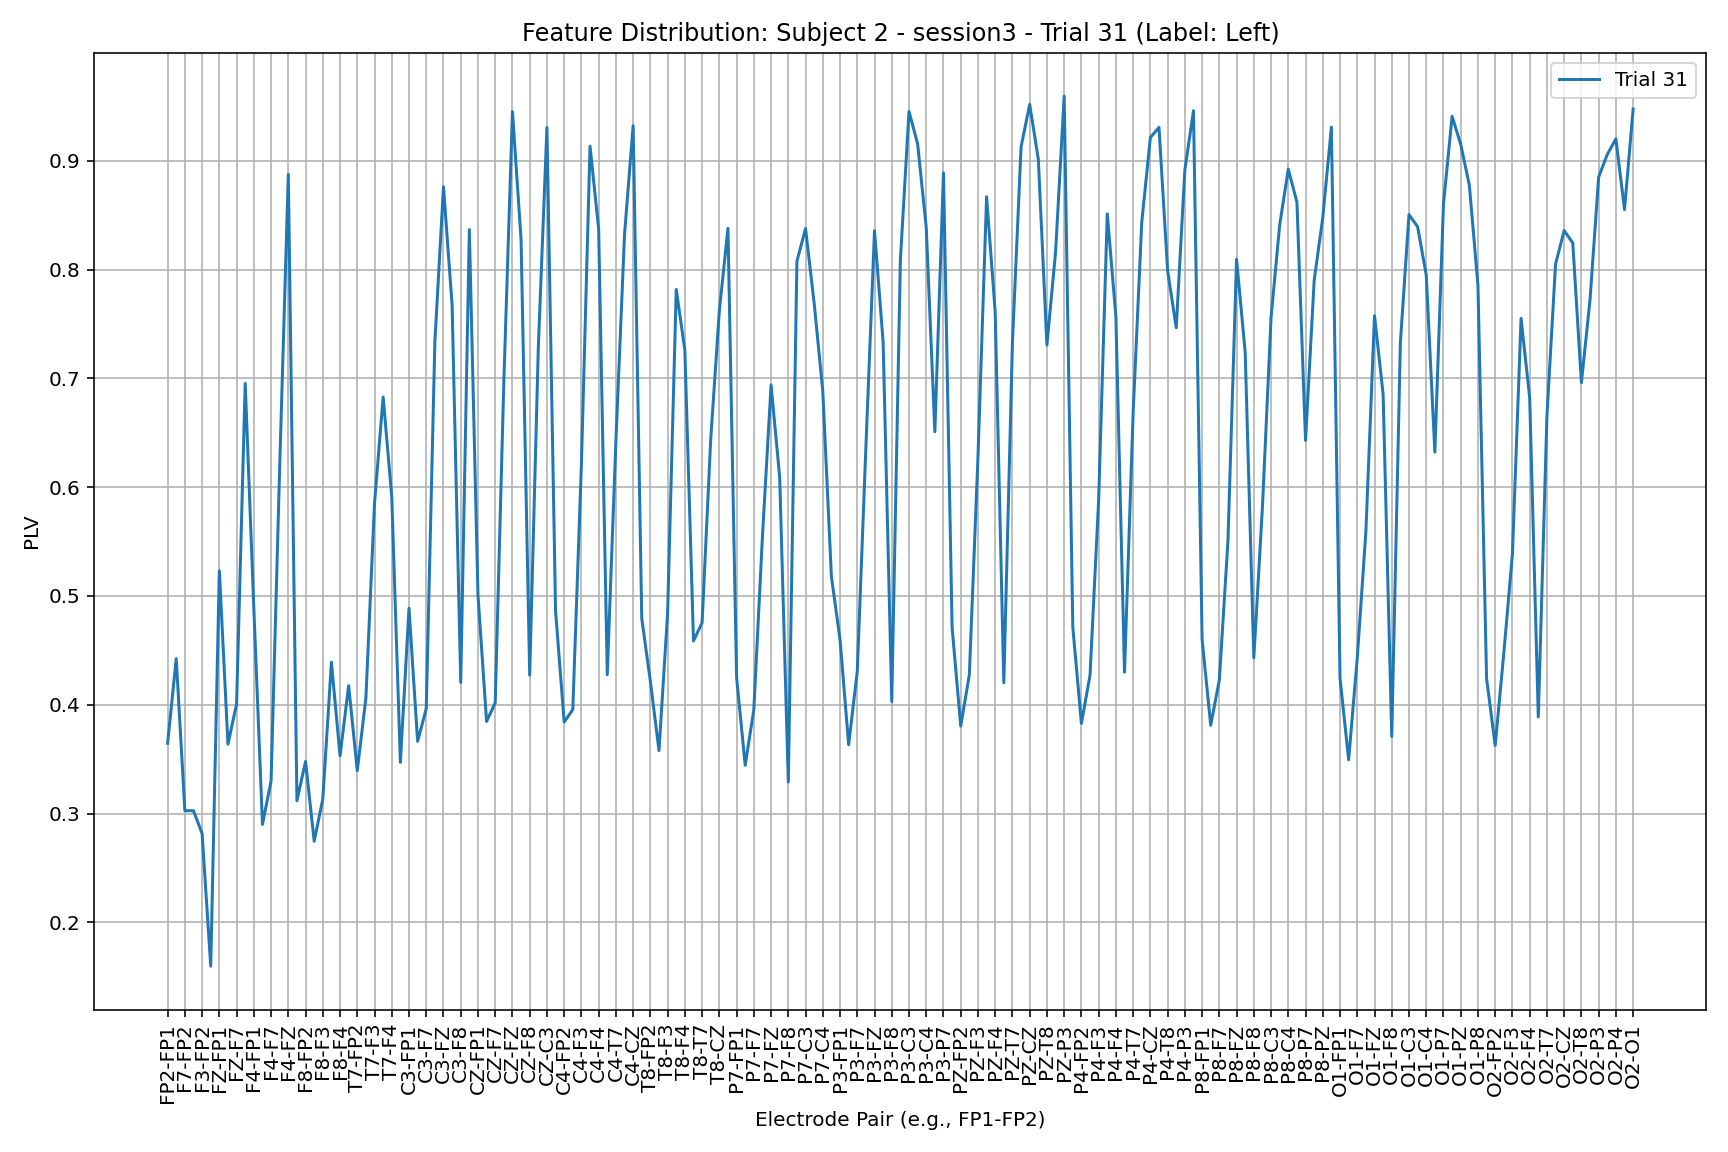 Feature Distribution: Subject 2 - session3 - Trial 31 (Label: Left)
Trial 31
PLV
0.9
0.8
0.7
0.6
0.5
0.4
0.3
0.2
FP2-FP1
F7-FP2
F3-FP2
FZ-FP1
FZ-F7
F4-FP1
F4-F7
F4-FZ
F8-FP2
F8-F3
F8-F4
T7-FP2
T7-F3
T7-F4
C3-FP1
C3-F7
C3-FZ
C3-F8
CZ-FP1
CZ-F7
CZ-FZ
CZ-F8
CZ-C3
C4-FP2
C4-F3
C4-F4
C4-T7
C4-CZ
T8-FP2
T8-F3
T8-F4
T8-T7
T8-CZ
P7-FP1
P7-F7
P7-FZ
P7-F8
P7-C3
P7-C4
P3-FP1
P3-F7
P3-FZ
P3-F8
P3-C3
P3-C4
P3-P7
PZ-FP2
PZ-F3
PZ-F4
PZ-T7
PZ-CZ
PZ-T8
PZ-P3
P4-FP2
P4-F3
P4-F4
P4-T7
P4-CZ
P4-T8
P4-P3
P8-FP1
P8-F7
P8-FZ
P8-F8
P8-C3
P8-C4
P8-P7
P8-PZ
O1-FP1
O1-F7
O1-FZ
O1-F8
O1-C3
O1-C4
O1-P7
O1-PZ
O1-P8
O2-FP2
O2-F3
O2-F4
O2-T7
O2-CZ
O2-T8
O2-P3
O2-P4
O2-O1
Electrode Pair (e.g., FP1-FP2)